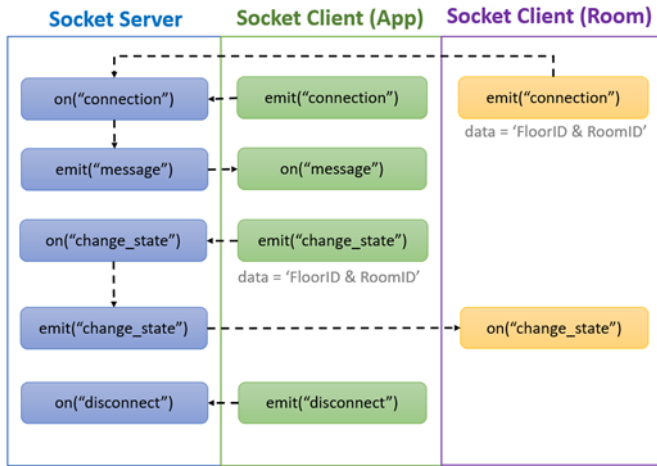 Socket Server
Socket Client (App)
Socket Client (Room)
on(“connection”)
emit(“connection”)
emit(“connection”)
data = ‘FloorID & RoomID’
emit(“message”)
on(“message”)
on(“change_state”)
emit(“change_state”)
data = ‘FloorID & RoomID’
emit(“change_state”)
on(“change_state”)
on(“disconnect”)
emit(“disconnect”)